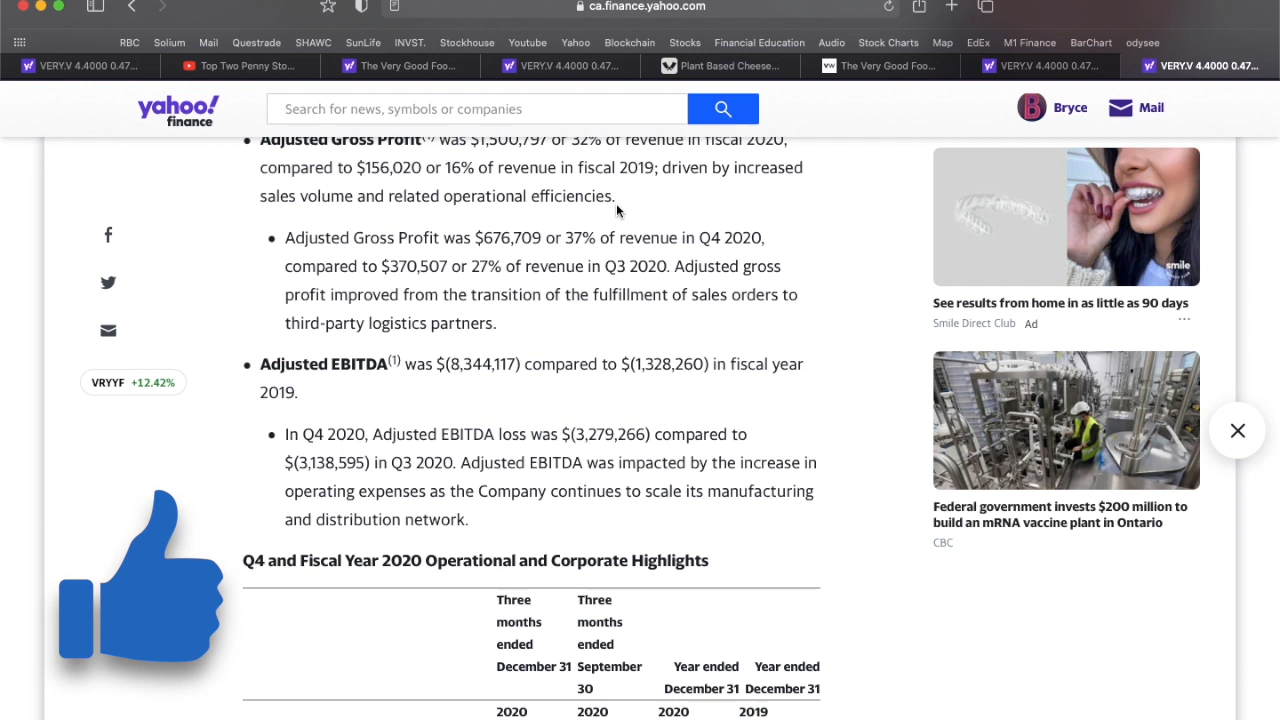 ca.finance.yahoo.com
RBC Solium Mail Questrade SHAWC SunLife INVST. Stockhouse Youtube Yahoo Blockchain Stocks Financial Education Audio Stock Charts Map EdEx M1 Finance BarChart odysee
VERY.V 4.4000 0.47... Top Two Penny Sto... The Very Good Foo... VERY.V 4.4000 0.47... Plant Based Cheese... The Very Good Foo... VERY.V 4.4000 0.47... VERY.V 4.4000 0.47...
yahoo!
finance
Search for news, symbols or companies
Bryce Mail
• Adjusted Gross Profit(1) was $1,500,797 or 32% of revenue in fiscal 2020,
compared to $156,020 or 16% of revenue in fiscal 2019; driven by increased
sales volume and related operational efficiencies.
• Adjusted Gross Profit was $676,709 or 37% of revenue in Q4 2020,
compared to $370,507 or 27% of revenue in Q3 2020. Adjusted gross
profit improved from the transition of the fulfillment of sales orders to
third-party logistics partners.
• Adjusted EBITDA(1) was $(8,344,117) compared to $(1,328,260) in fiscal year
2019.
• In Q4 2020, Adjusted EBITDA loss was $(3,279,266) compared to
$(3,138,595) in Q3 2020. Adjusted EBITDA was impacted by the increase in
operating expenses as the Company continues to scale its manufacturing
and distribution network.
Q4 and Fiscal Year 2020 Operational and Corporate Highlights
Three Three
months months
ended ended
December 31 September Year ended Year ended
30 December 31 December 31
2020 2020 2020 2019
VRYYF +12.42%
smile
See results from home in as little as 90 days
Smile Direct Club Ad ...
Federal government invests $200 million to
build an mRNA vaccine plant in Ontario
CBC